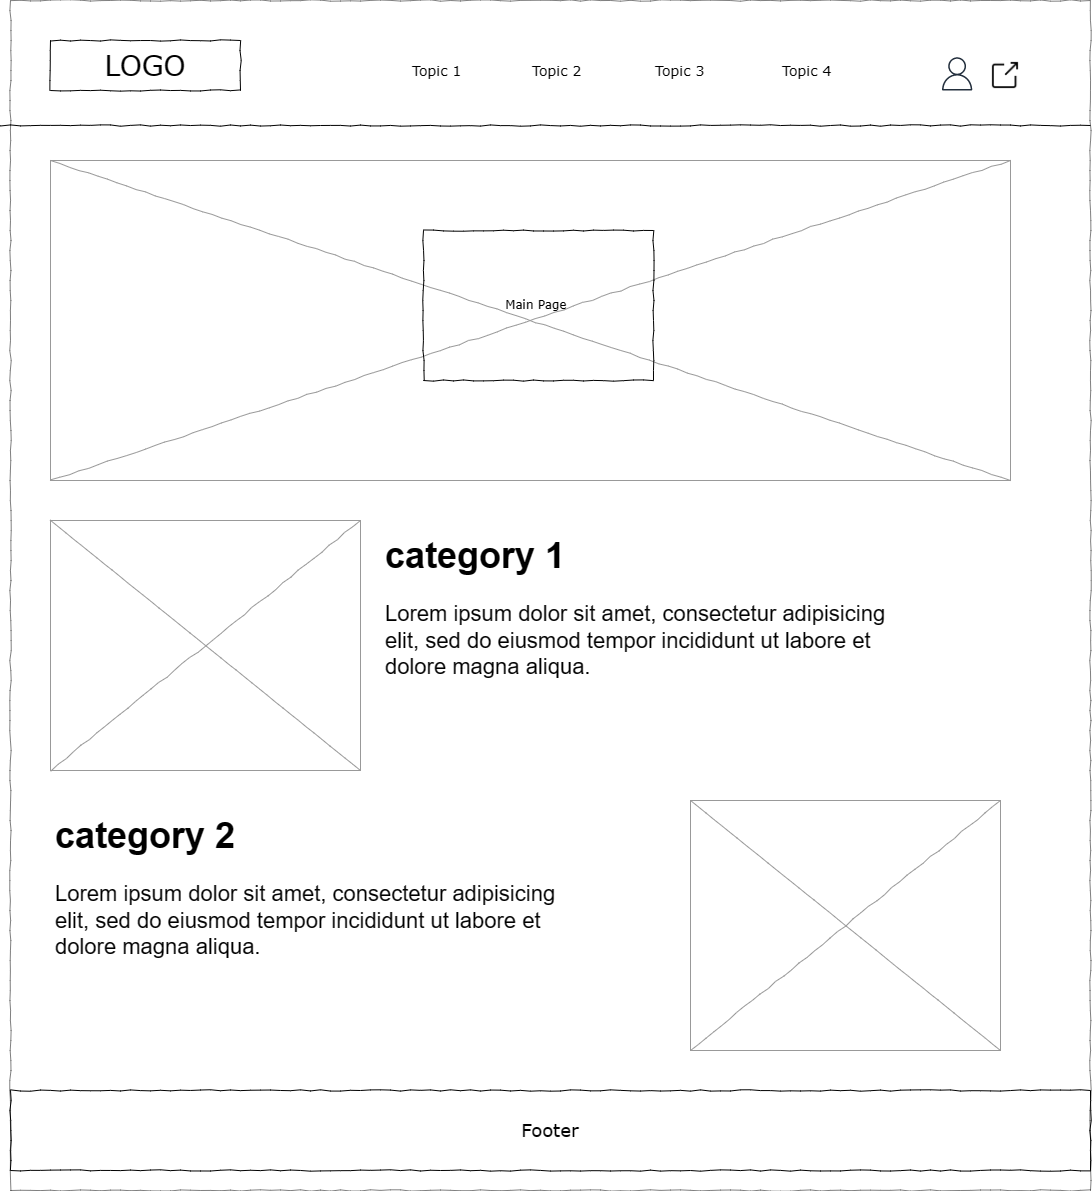 LOGO
Topic 1
Topic 2
Topic 3
Topic 4
Main Page
category 1
Lorem ipsum dolor sit amet, consectetur adipisicing
elit, sed do eiusmod tempor incididunt ut labore et
dolore magna aliqua.
category 2
Lorem ipsum dolor sit amet, consectetur adipisicing
elit, sed do eiusmod tempor incididunt ut labore et
dolore magna aliqua.
Footer